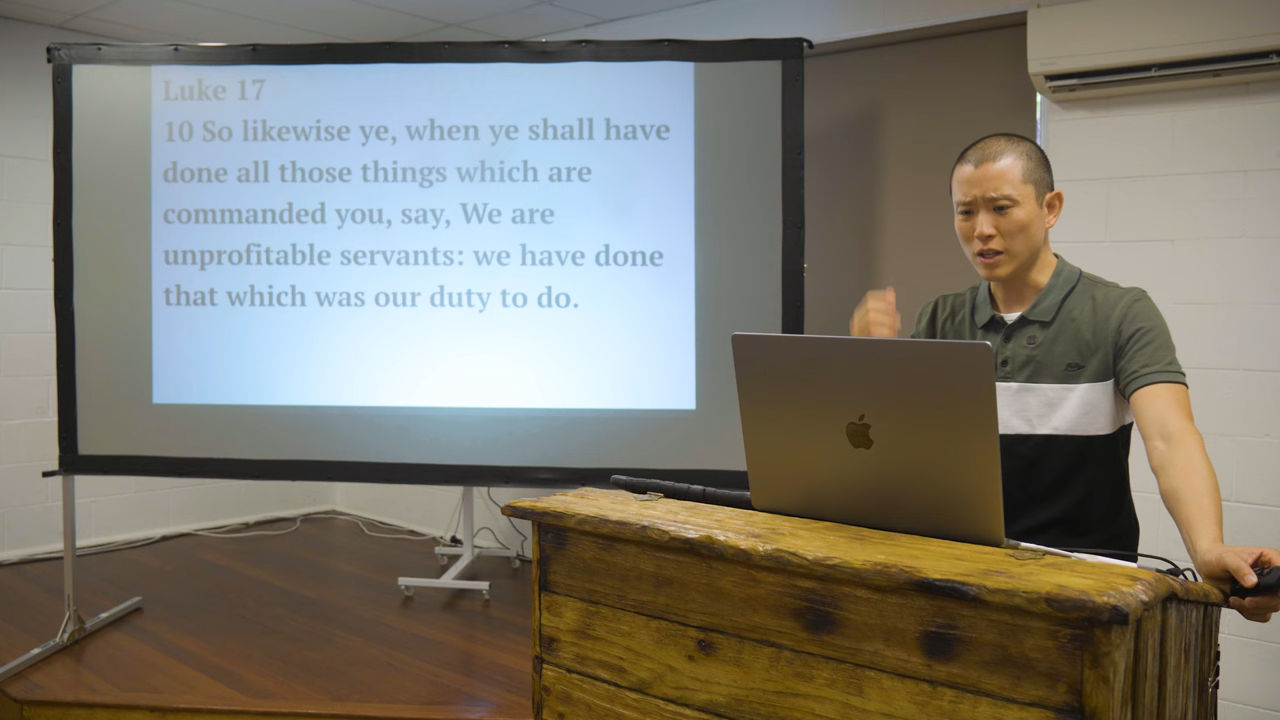 Luke 17
10 So likewise ye, when ye shall have
done all those things which are
commanded you, say, We are
unprofitable servants: we have done
that which was our duty to do.